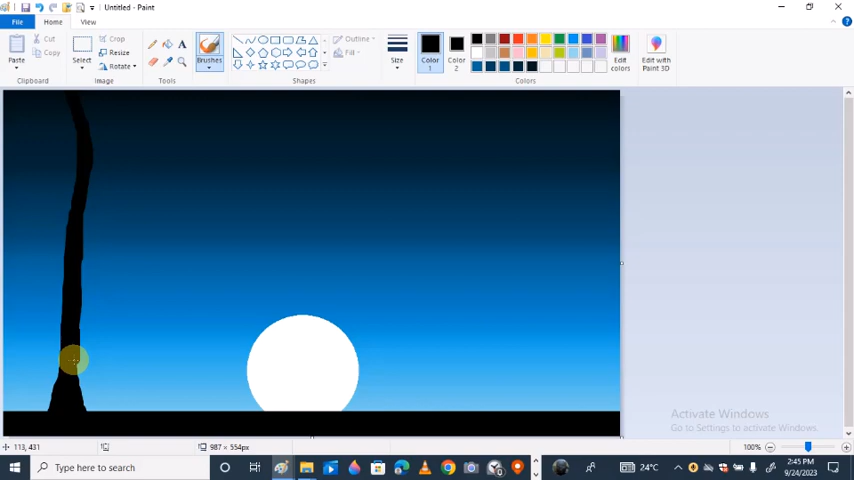 Untitled - Paint
File Home View
Paste
Cut
Copy
Clipboard
Select
Crop
Resize
Rotate
Image
Tools
Brushes
Shapes
Outline
Fill
Size
Color
1
Color
2
Colors
Edit
colors
Edit with
Paint 3D
Activate Windows
Go to Settings to activate Windows.
113, 431
987 × 554px
100%
Type here to search
24°C
2:45 PM
9/24/2023